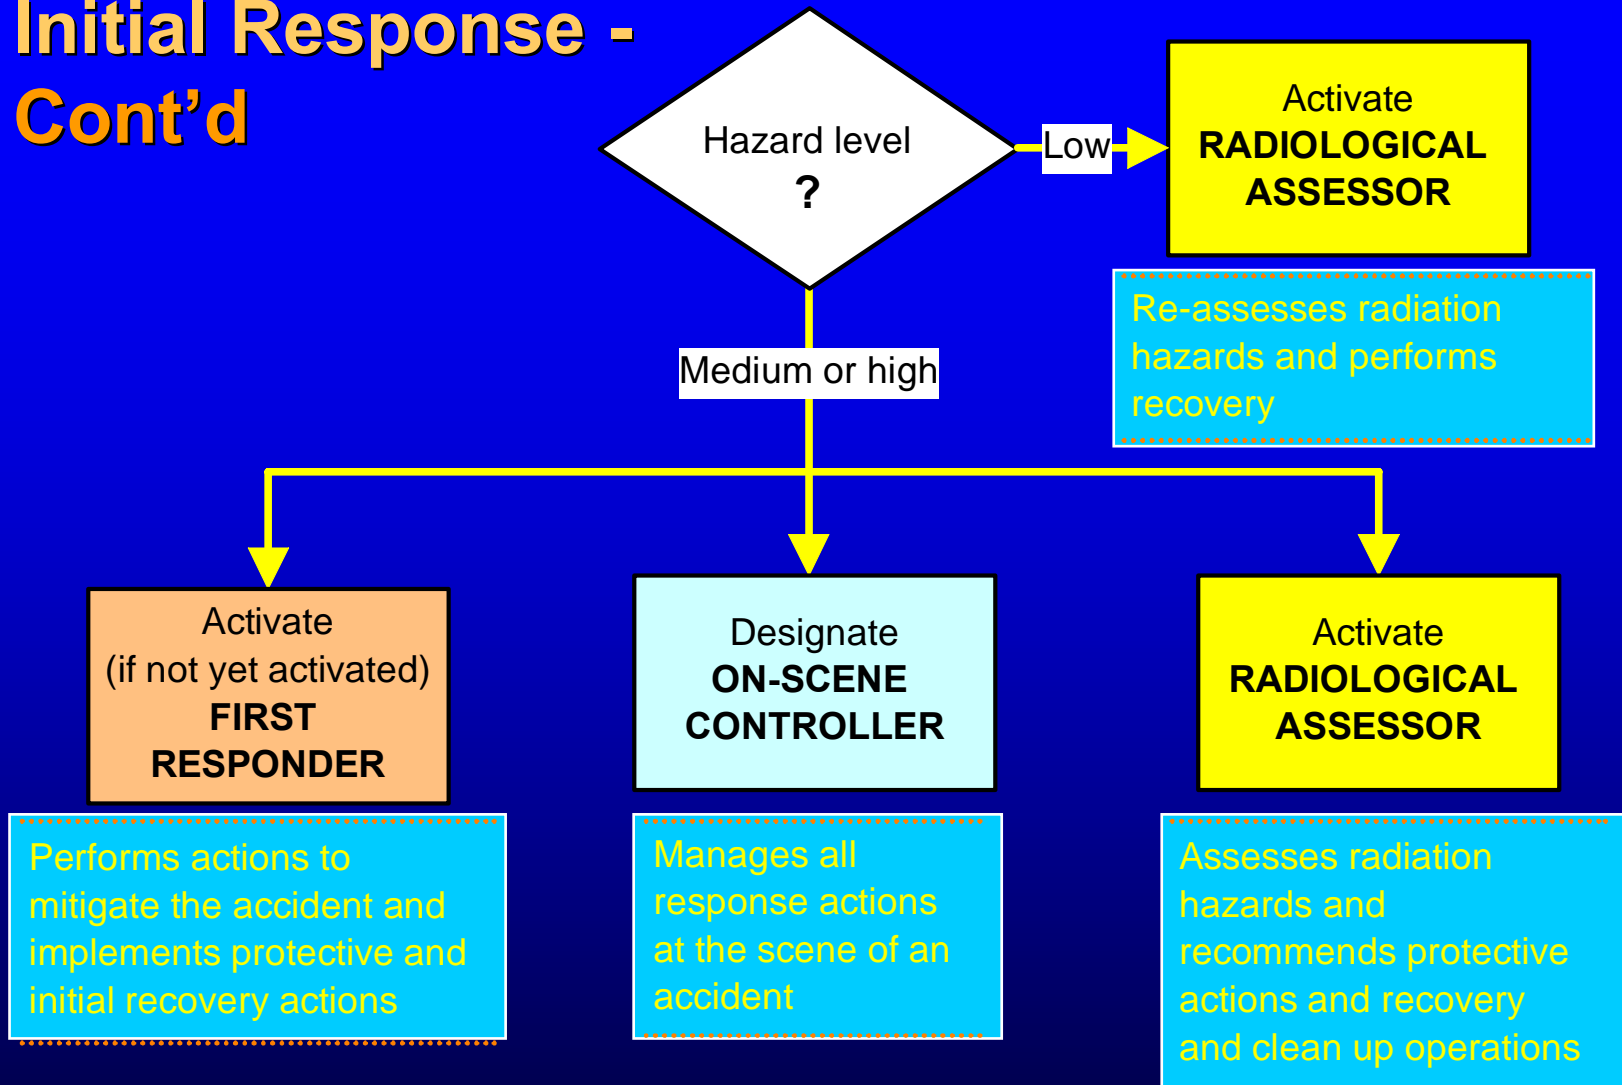 Initial Response -
Cont’d
Hazard level
?
Low
Activate
RADIOLOGICAL
ASSESSOR
Re-assesses radiation
hazards and performs
recovery
Medium or high
Activate
(if not yet activated)
FIRST
RESPONDER
Performs actions to
mitigate the accident and
implements protective and
initial recovery actions
Designate
ON-SCENE
CONTROLLER
Manages all
response actions
at the scene of an
accident
Activate
RADIOLOGICAL
ASSESSOR
Assesses radiation
hazards and
recommends protective
actions and recovery
and clean up operations